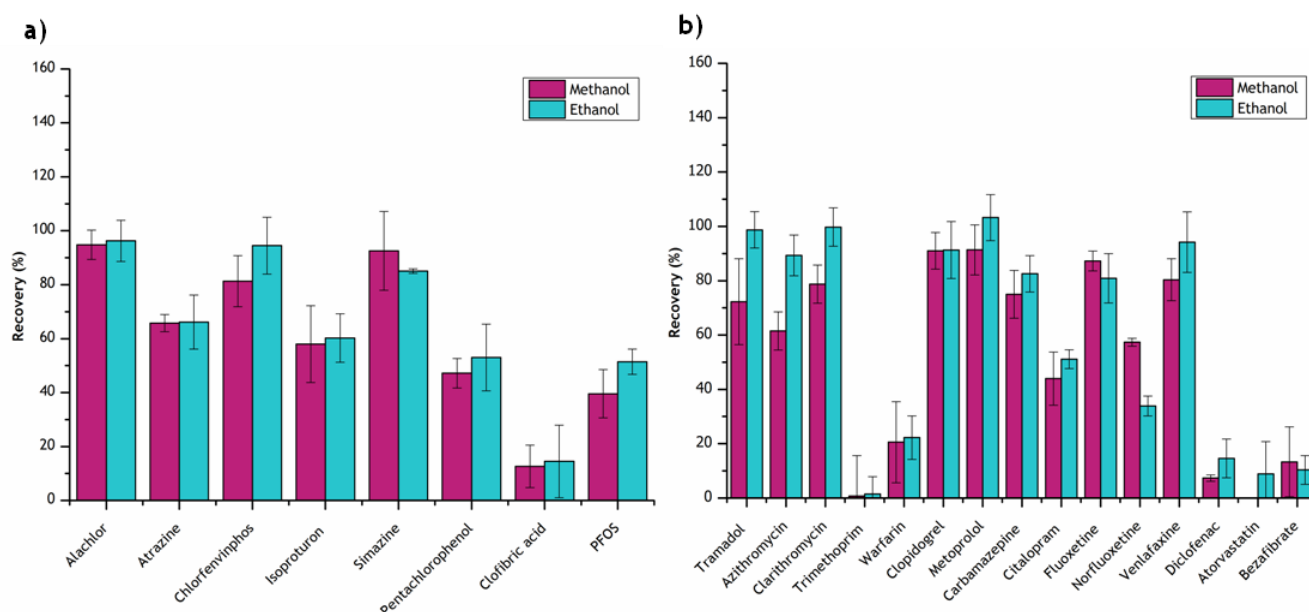 a)
160
140
120
100
80
60
40
20
0
Recovery (%)
Methanol
Ethanol
Alachlor
Atrazine
Chlorfenvinphos
Isoproturon
Simazine
Pentachlorophenol
Clofibric acid
PFOS
b)
160
140
120
100
80
60
40
20
0
Recovery (%)
Methanol
Ethanol
Tramadol
Azithromycin
Clarithromycin
Trimethoprim
Warfarin
Clopidogrel
Metoprolol
Carbamazepine
Citalopram
Fluoxetine
Norfluoxetine
Venlafaxine
Diclofenac
Atorvastatin
Bezafibrate